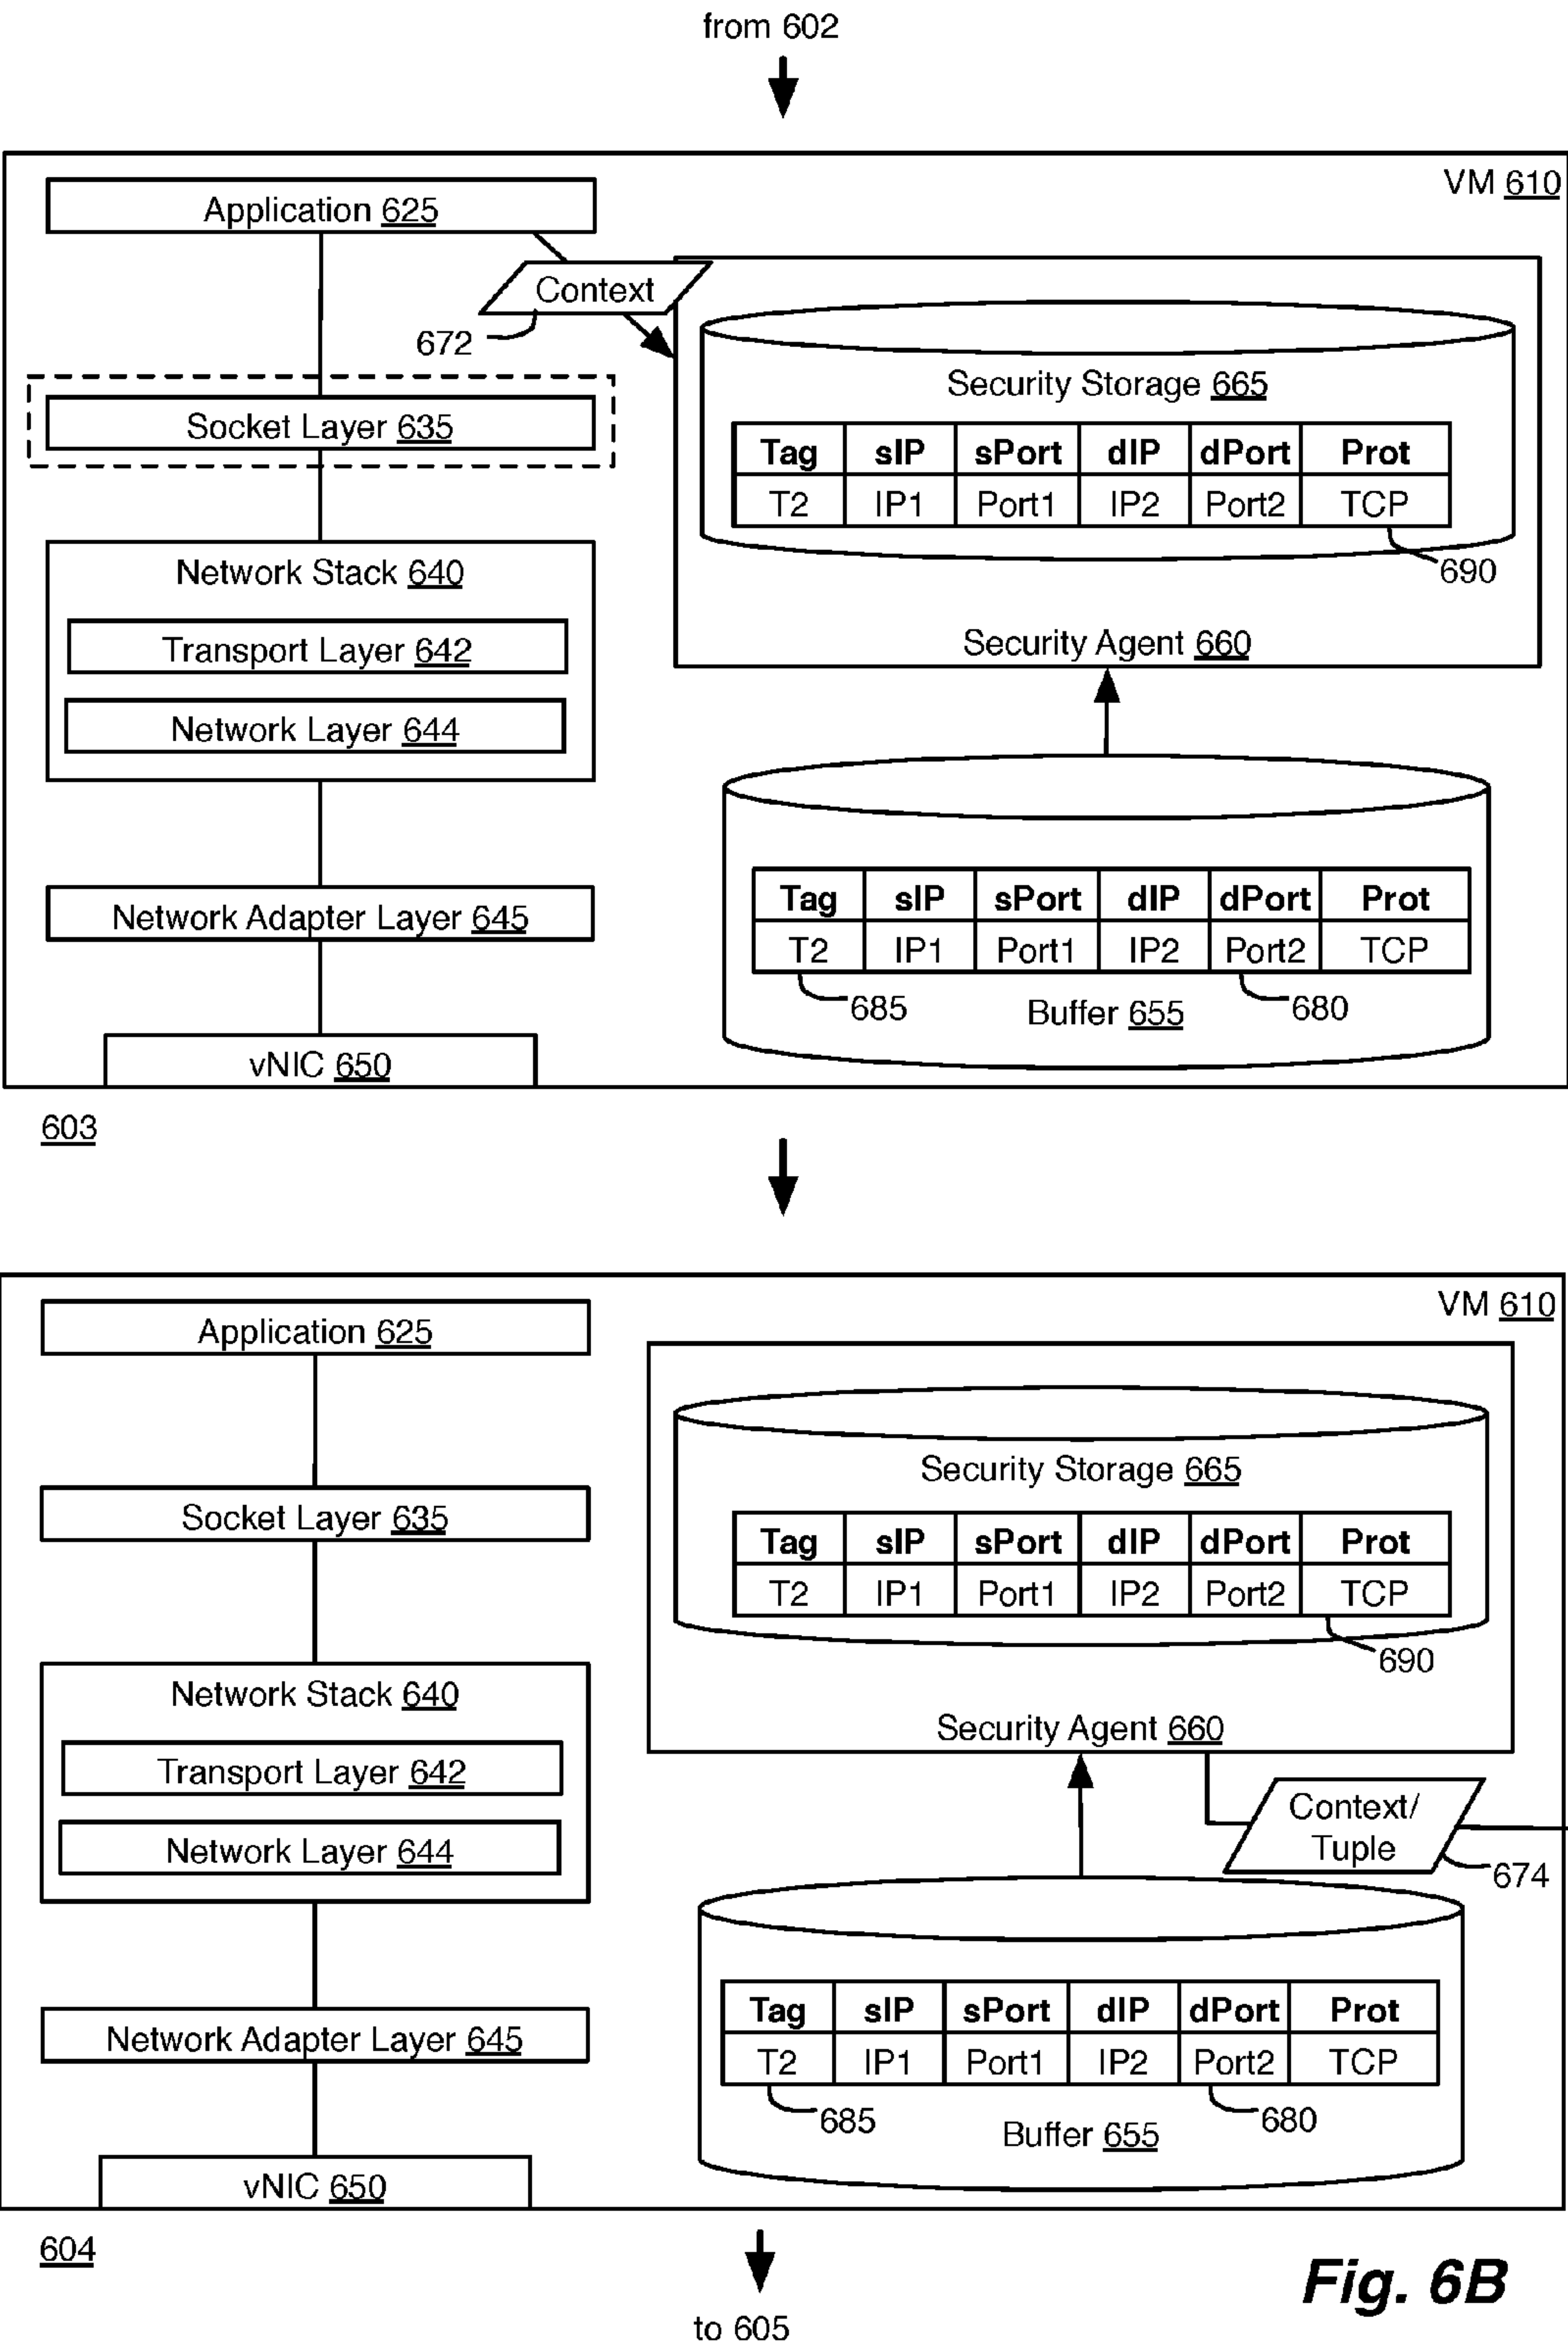 from 602
VM 610
Application 625
Context
672
Security Storage 665
Socket Layer 635
Tag sIP sPort dIP dPort Prot
T2 IP1 Port1 IP2 Port2 TCP
690
Network Stack 640
Transport Layer 642
Security Agent 660
Network Layer 644
Tag sIP sPort dIP dPort Prot
Network Adapter Layer 645
T2 IP1 Port1 IP2 Port2 TCP
685
Buffer 655
680
vNIC 650
603
VM 610
Application 625
Security Storage 665
Socket Layer 635
Tag sIP sPort dIP dPort Prot
T2 IP1 Port1 IP2 Port2 TCP
690
Network Stack 640
Security Agent 660
Transport Layer 642
Context/
Tuple
Network Layer 644
674
Tag sIP sPort dIP dPort Prot
Network Adapter Layer 645
T2 IP1 Port1 IP2 Port2 TCP
685
Buffer 655
680
vNIC 650
604
Fig. 6B
to 605